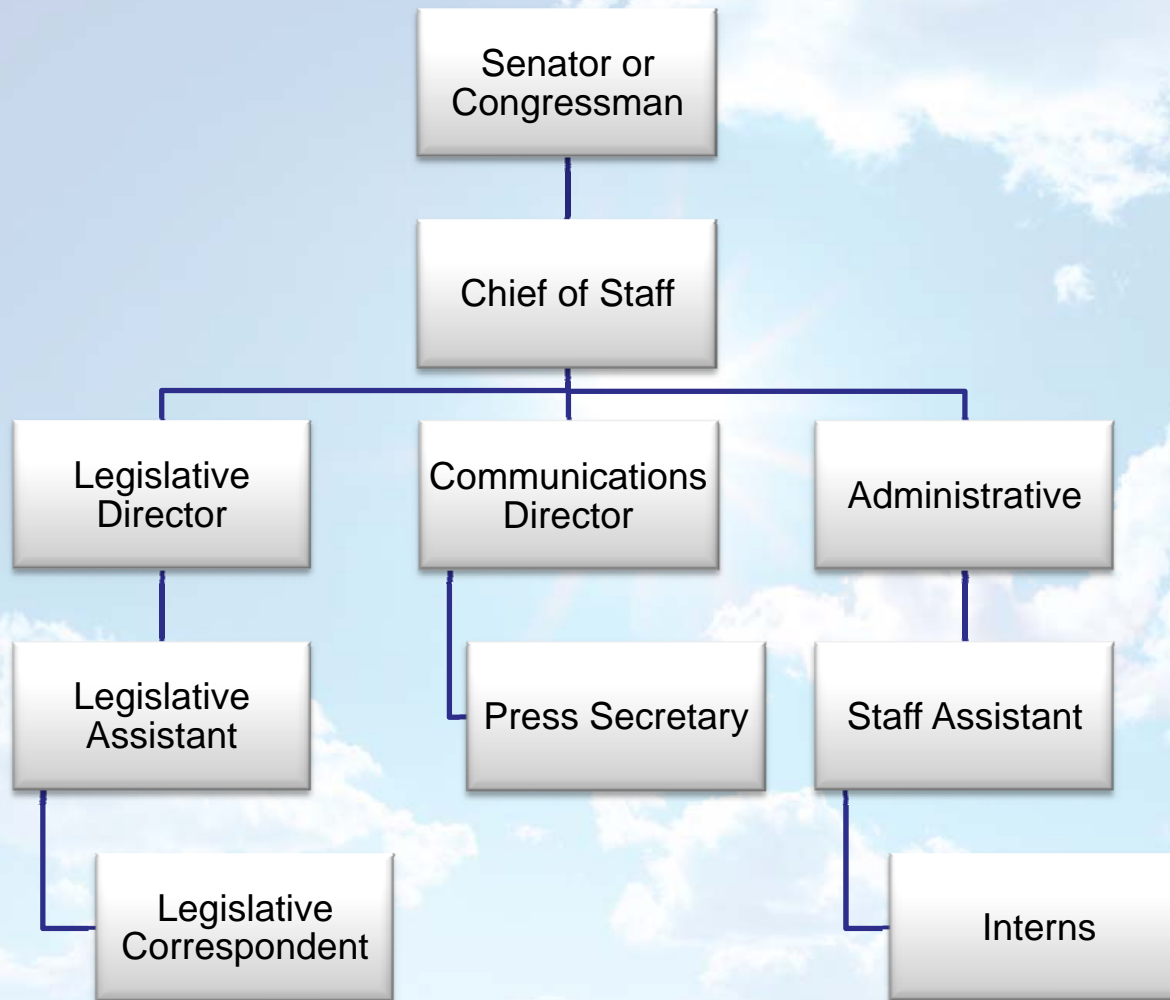 Senator or
Congressman
Chief of Staff
Legislative
Director
Communications
Director
Administrative
Legislative
Assistant
Press Secretary
Staff Assistant
Legislative
Correspondent
Interns